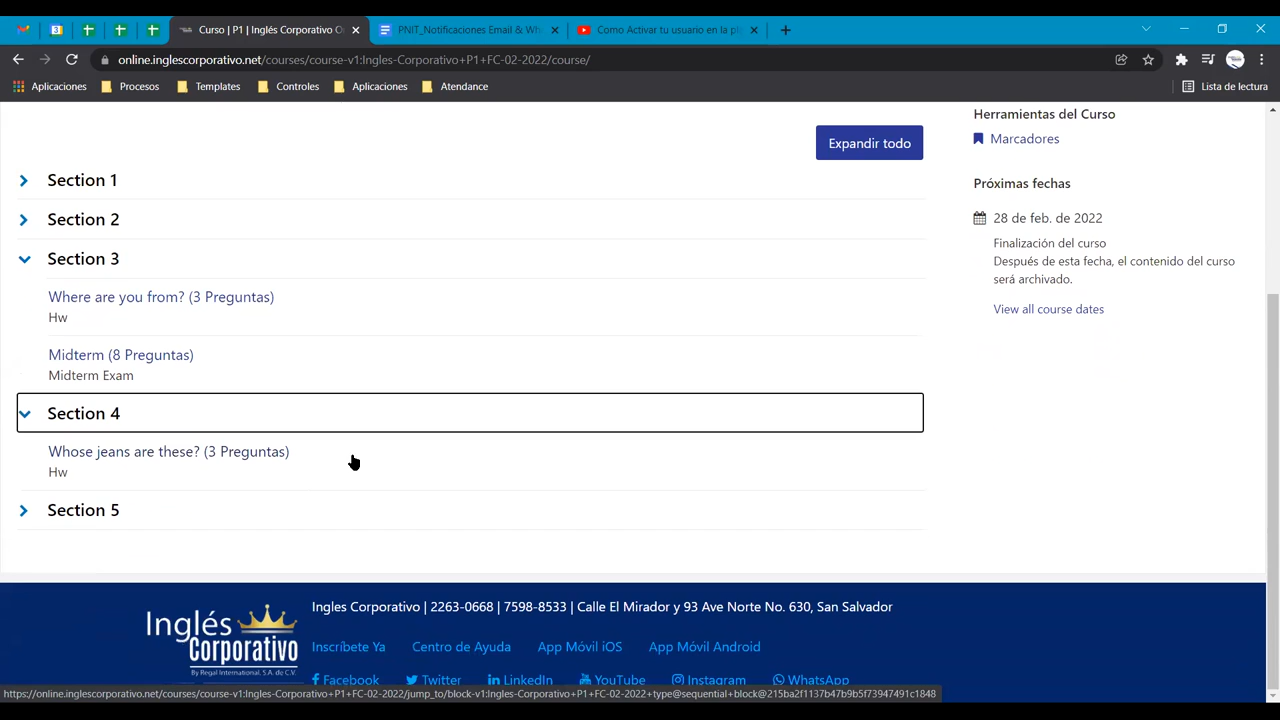 Curso | P1 | Inglés Corporativo O
PNIT_Notificaciones Email & Wh
Como Activar tu usuario en la pl
online.inglescorporativo.net/courses/course-v1:Ingles-Corporativo+P1+FC-02-2022/course/
Aplicaciones
Procesos
Templates
Controles
Aplicaciones
Atendance
Lista de lectura
Herramientas del Curso
Expandir todo
Marcadores
Section 1
Próximas fechas
Section 2
28 de feb. de 2022
Finalización del curso
Después de esta fecha, el contenido del curso
será archivado.
Section 3
Where are you from? (3 Preguntas)
Hw
View all course dates
Midterm (8 Preguntas)
Midterm Exam
Section 4
Whose jeans are these? (3 Preguntas)
Hw
Section 5
Inglés Corporativo
By Regal International, S.A. de C.V.
Ingles Corporativo | 2263-0668 | 7598-8533 | Calle El Mirador y 93 Ave Norte No. 630, San Salvador
Inscríbete Ya
Centro de Ayuda
App Móvil iOS
App Móvil Android
Facebook
Twitter
LinkedIn
YouTube
Instagram
WhatsApp
https://online.inglescorporativo.net/courses/course-v1:Ingles-Corporativo+P1+FC-02-2022/jump_to/block-v1:Ingles-Corporativo+P1+FC-02-2022+type@sequential+block@215ba2f1137b47b9b5f73947491c1848